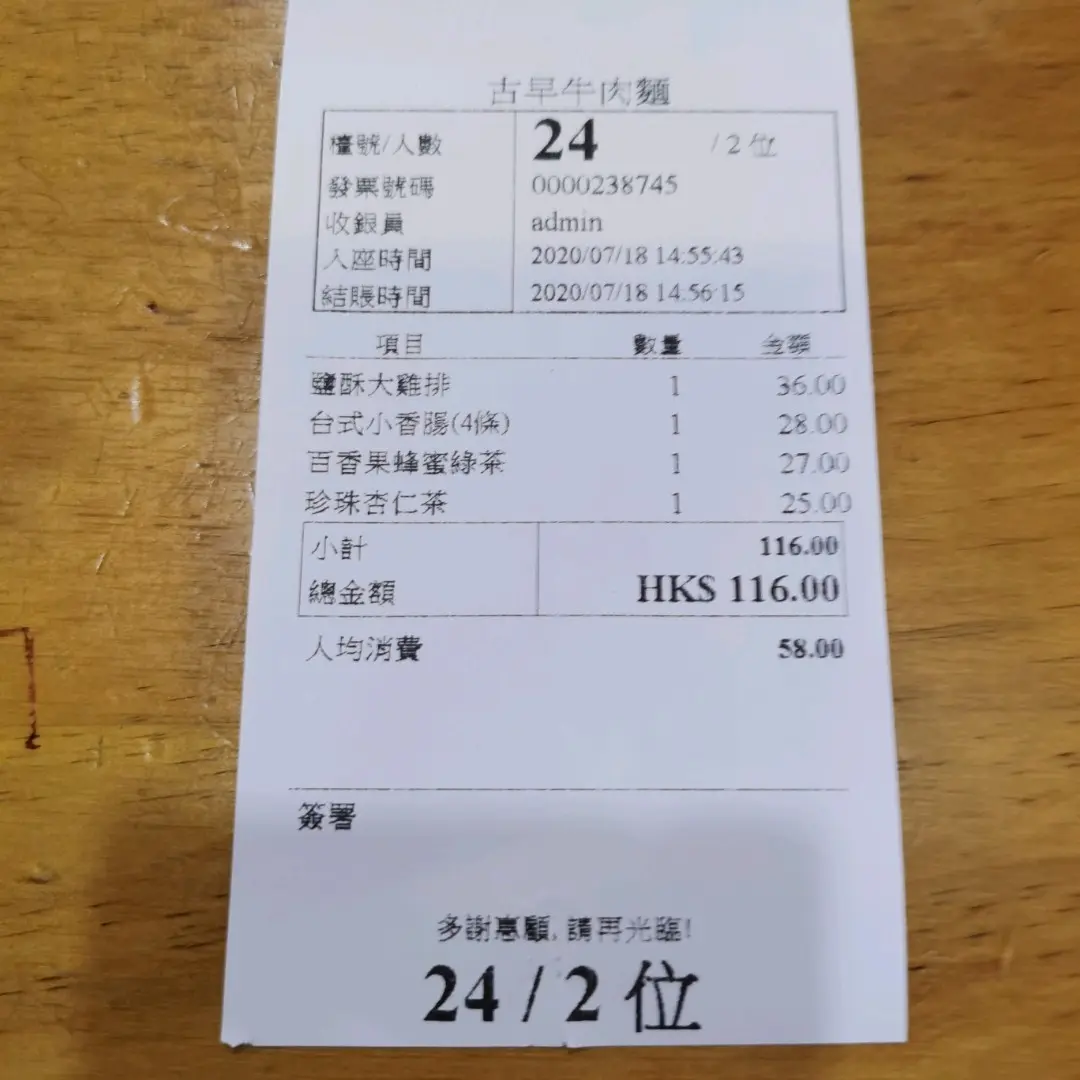 古早牛肉麵
檯號/人數 24 /2位
發票號碼 0000238745
收銀員 admin
入座時間 2020/07/18 14:55:43
結賬時間 2020/07/18 14:56:15
項目 數量 金額
鹽酥大雞排 1 36.00
台式小香腸(4條) 1 28.00
百香果蜂蜜綠茶 1 27.00
珍珠杏仁茶 1 25.00
小計 116.00
總金額 HK$ 116.00
人均消費 58.00
簽署
多謝惠顧, 請再光臨!
24 / 2 位